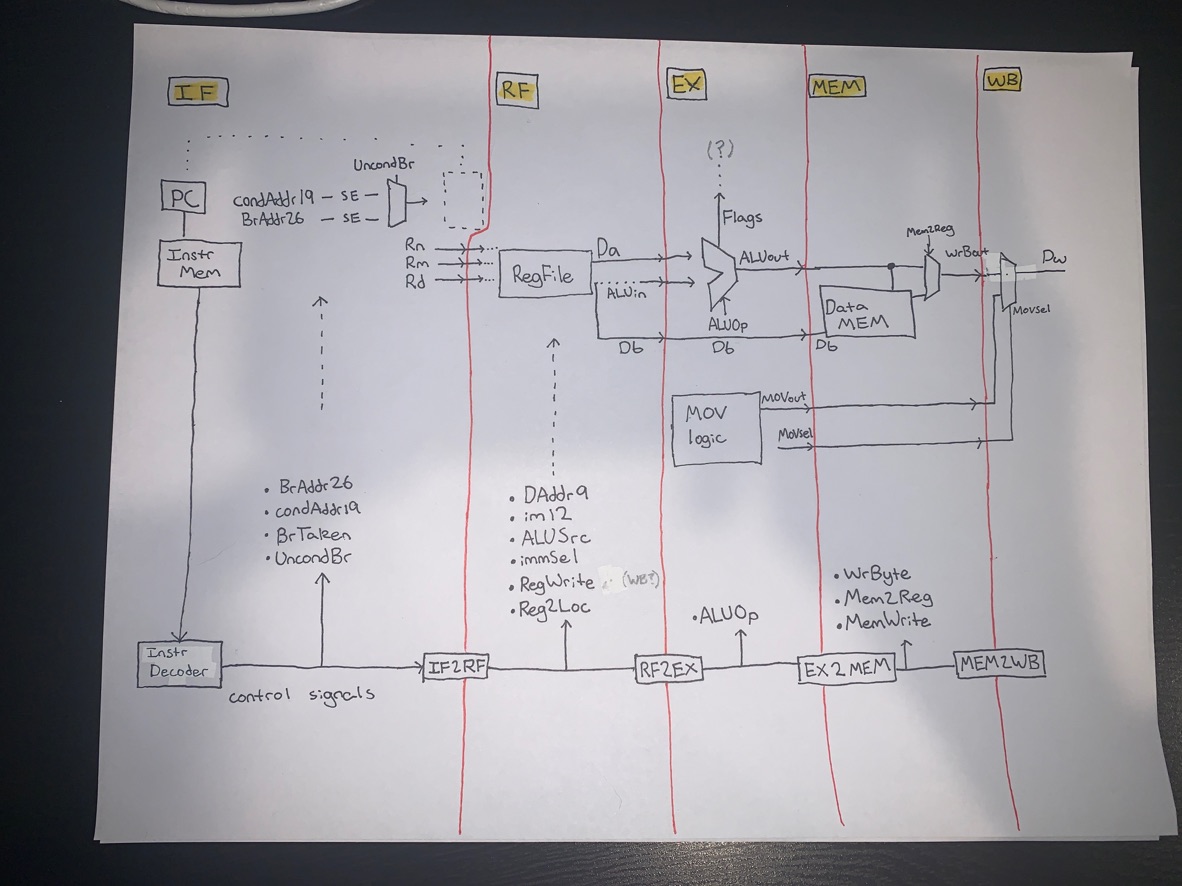 IF
RF
EX
MEM
WB
(?)
UncondBr
PC
condAddr19 — SE —
BrAddr26 — SE —
Flags
Instr
Mem
Rn
Rm
Rd
RegFile
Da
ALUin
Db
ALUout
ALUOp
Db
Mem2Reg
Data
MEM
Db
Dw
Movsel
MOV
logic
MOVout
Movsel
• BrAddr26
• condAddr19
• BrTaken
• UncondBr
• DAddr9
• im12
• ALUSrc
• immSel
• RegWrite (WB?)
• Reg2Loc
• ALUOp
• WrByte
• Mem2Reg
• MemWrite
Instr
Decoder
control signals
IF2RF
RF2EX
EX2MEM
MEM2WB